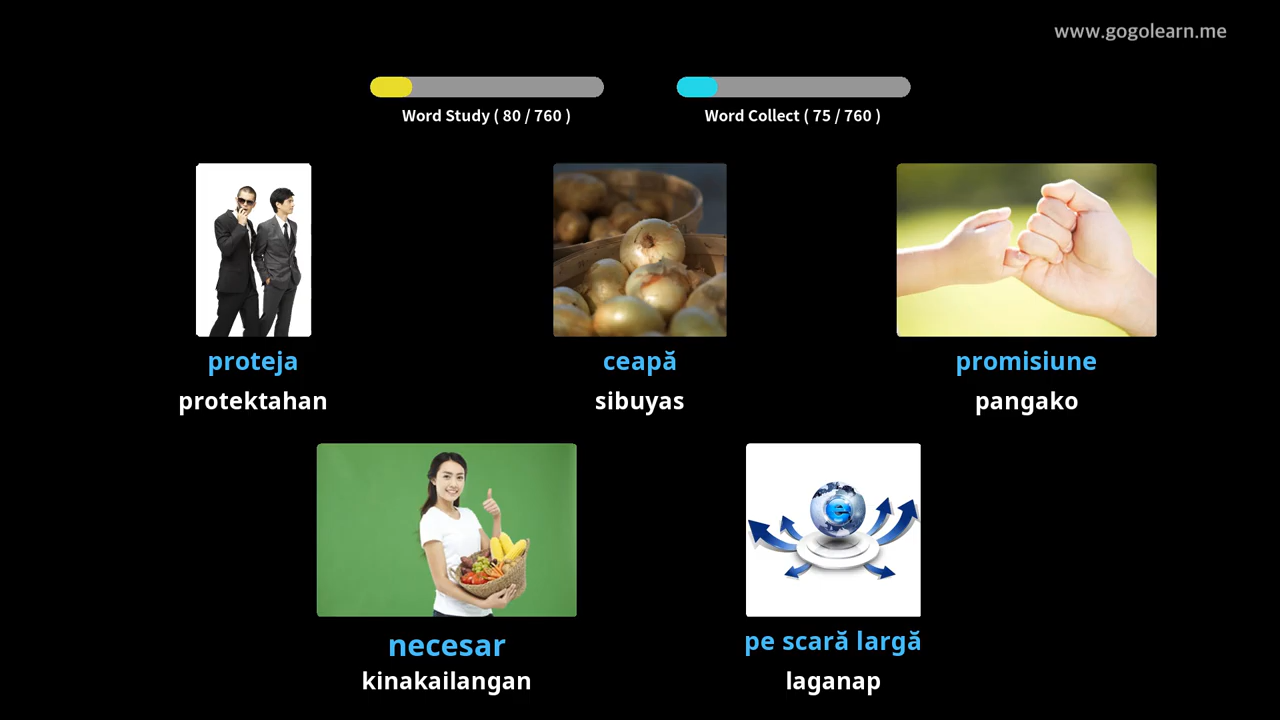 www.gogolearn.me
Word Study ( 80 / 760 )
Word Collect ( 75 / 760 )
proteja
protektahan
ceapă
sibuyas
promisiune
pangako
e
necesar
kinakailangan
pe scară largă
laganap